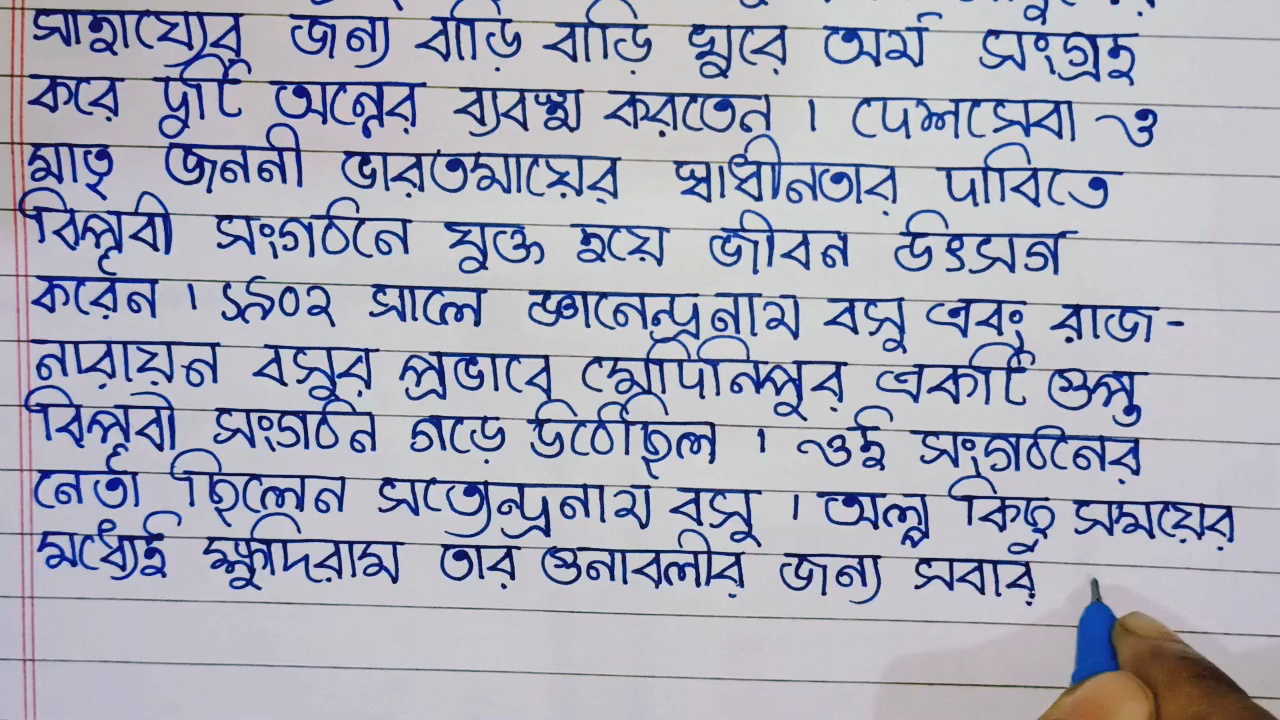 সাহায্যের জন্য বাড়ি বাড়ি ঘুরে অর্থ সংগ্রহ
করে দুটি অন্নের ব্যবস্থা করতেন । দেশসেবা ও
মাতৃ জননী ভারতমায়ের স্বাধীনতার দাবিতে
বিপ্লবী সংগঠনে যুক্ত হয়ে জীবন উৎসর্গ
করেন । ১৯০২ সালে জ্ঞানেন্দ্রনাথ বসু এবং রাজ-
নারায়ন বসুর প্রভাবে মেদিনিপুর একটি গুপ্ত
বিপ্লবী সংগঠন গড়ে উঠেছিল । ওই সংগঠনের
নেতা ছিলেন সত্যেন্দ্রনাথ বসু । অল্প কিছু সময়ের
মধ্যেই ক্ষুদিরাম তার গুনাবলীর জন্য সবার